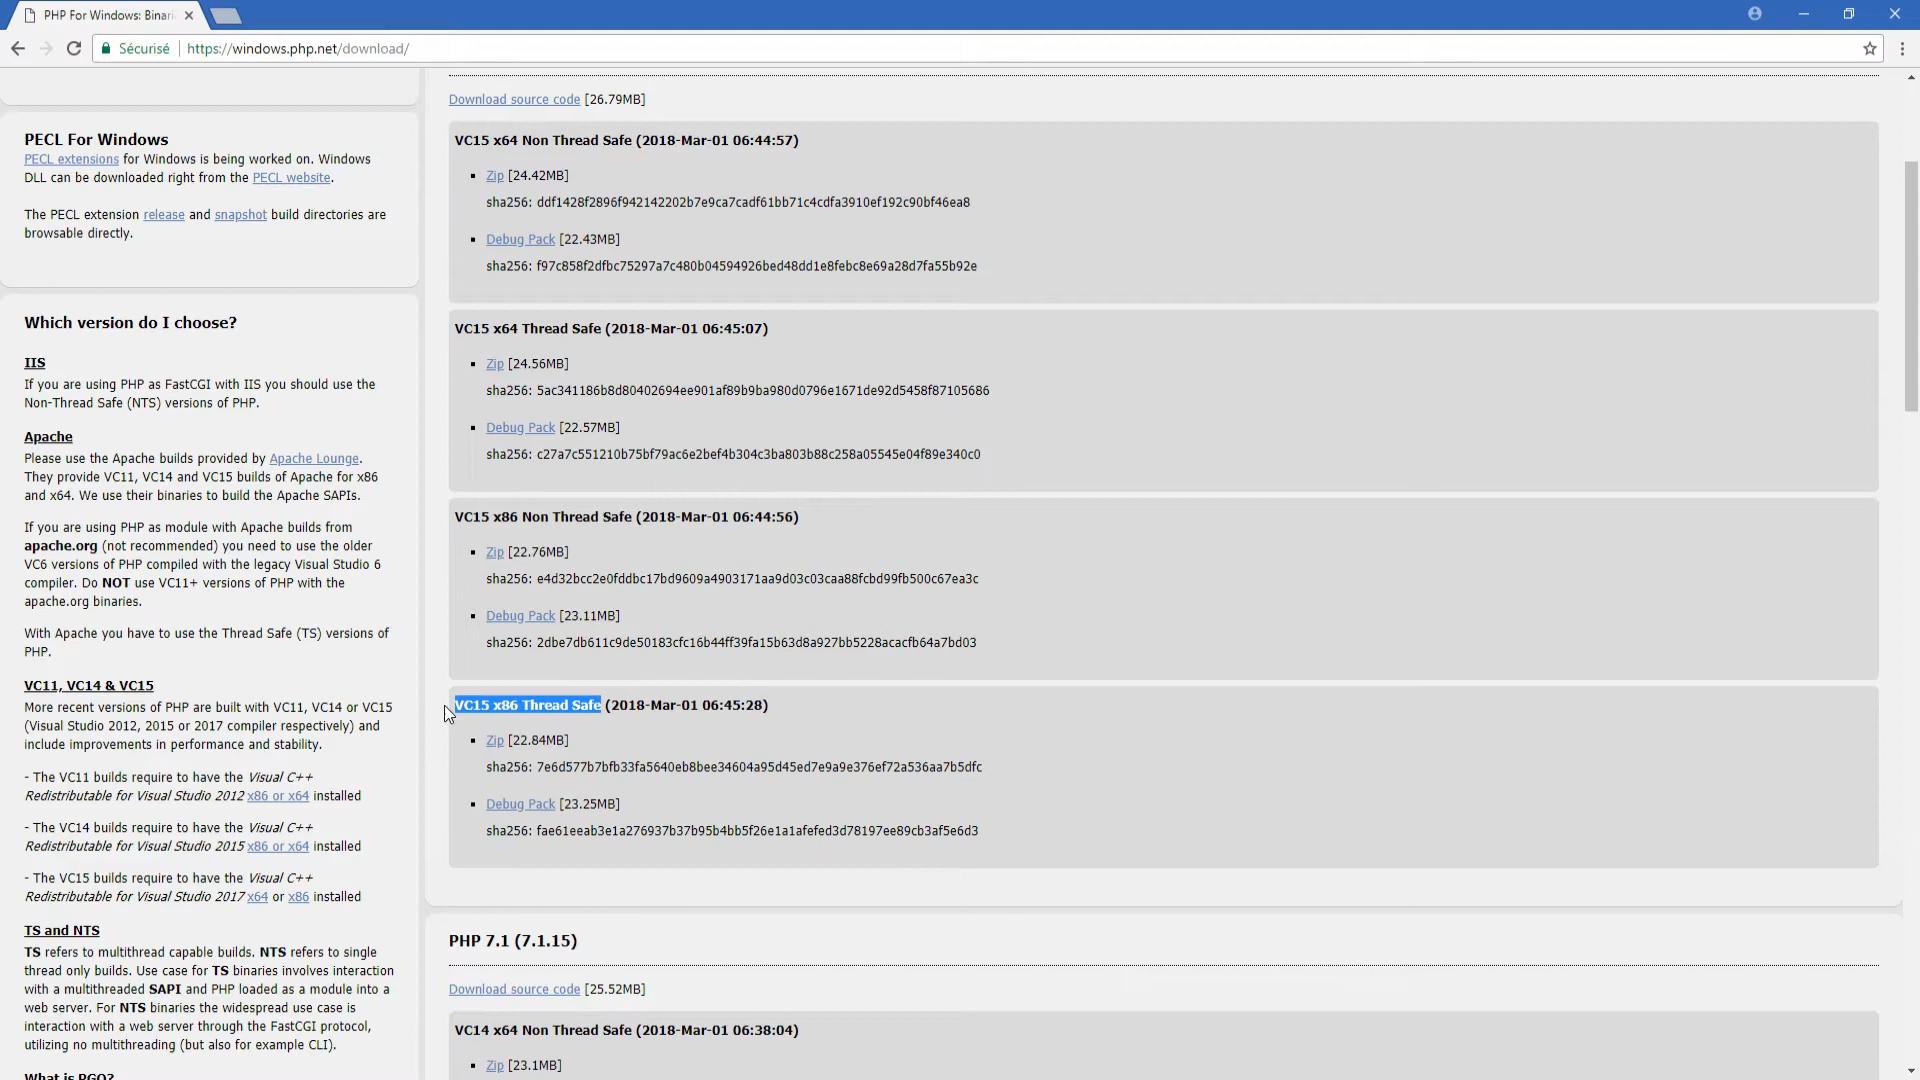 PHP For Windows: Binari
Sécurisé https://windows.php.net/download/
PECL For Windows
PECL extensions for Windows is being worked on. Windows
DLL can be downloaded right from the PECL website.
The PECL extension release and snapshot build directories are
browsable directly.
Which version do I choose?
IIS
If you are using PHP as FastCGI with IIS you should use the
Non-Thread Safe (NTS) versions of PHP.
Apache
Please use the Apache builds provided by Apache Lounge.
They provide VC11, VC14 and VC15 builds of Apache for x86
and x64. We use their binaries to build the Apache SAPIs.
If you are using PHP as module with Apache builds from
apache.org (not recommended) you need to use the older
VC6 versions of PHP compiled with the legacy Visual Studio 6
compiler. Do NOT use VC11+ versions of PHP with the
apache.org binaries.
With Apache you have to use the Thread Safe (TS) versions of
PHP.
VC11, VC14 & VC15
More recent versions of PHP are built with VC11, VC14 or VC15
(Visual Studio 2012, 2015 or 2017 compiler respectively) and
include improvements in performance and stability.
- The VC11 builds require to have the Visual C++
Redistributable for Visual Studio 2012 x86 or x64 installed
- The VC14 builds require to have the Visual C++
Redistributable for Visual Studio 2015 x86 or x64 installed
- The VC15 builds require to have the Visual C++
Redistributable for Visual Studio 2017 x64 or x86 installed
TS and NTS
TS refers to multithread capable builds. NTS refers to single
thread only builds. Use case for TS binaries involves interaction
with a multithreaded SAPI and PHP loaded as a module into a
web server. For NTS binaries the widespread use case is
interaction with a web server through the FastCGI protocol,
utilizing no multithreading (but also for example CLI).
What is PGO?
Download source code [26.79MB]
VC15 x64 Non Thread Safe (2018-Mar-01 06:44:57)
Zip [24.42MB]
sha256: ddf1428f2896f942142202b7e9ca7cadf61bb71c4cdfa3910ef192c90bf46ea8
Debug Pack [22.43MB]
sha256: f97c858f2dfbc75297a7c480b04594926bed48dd1e8febc8e69a28d7fa55b92e
VC15 x64 Thread Safe (2018-Mar-01 06:45:07)
Zip [24.56MB]
sha256: 5ac341186b8d80402694ee901af89b9ba980d0796e1671de92d5458f87105686
Debug Pack [22.57MB]
sha256: c27a7c551210b75bf79ac6e2bef4b304c3ba803b88c258a05545e04f89e340c0
VC15 x86 Non Thread Safe (2018-Mar-01 06:44:56)
Zip [22.76MB]
sha256: e4d32bcc2e0fddbc17bd9609a4903171aa9d03c03caa88fcbd99fb500c67ea3c
Debug Pack [23.11MB]
sha256: 2dbe7db611c9de50183cfc16b44ff39fa15b63d8a927bb5228acacfb64a7bd03
VC15 x86 Thread Safe (2018-Mar-01 06:45:28)
Zip [22.84MB]
sha256: 7e6d577b7bfb33fa5640eb8bee34604a95d45ed7e9a9e376ef72a536aa7b5dfc
Debug Pack [23.25MB]
sha256: fae61eeab3e1a276937b37b95b4bb5f26e1a1afefed3d78197ee89cb3af5e6d3
PHP 7.1 (7.1.15)
Download source code [25.52MB]
VC14 x64 Non Thread Safe (2018-Mar-01 06:38:04)
Zip [23.1MB]